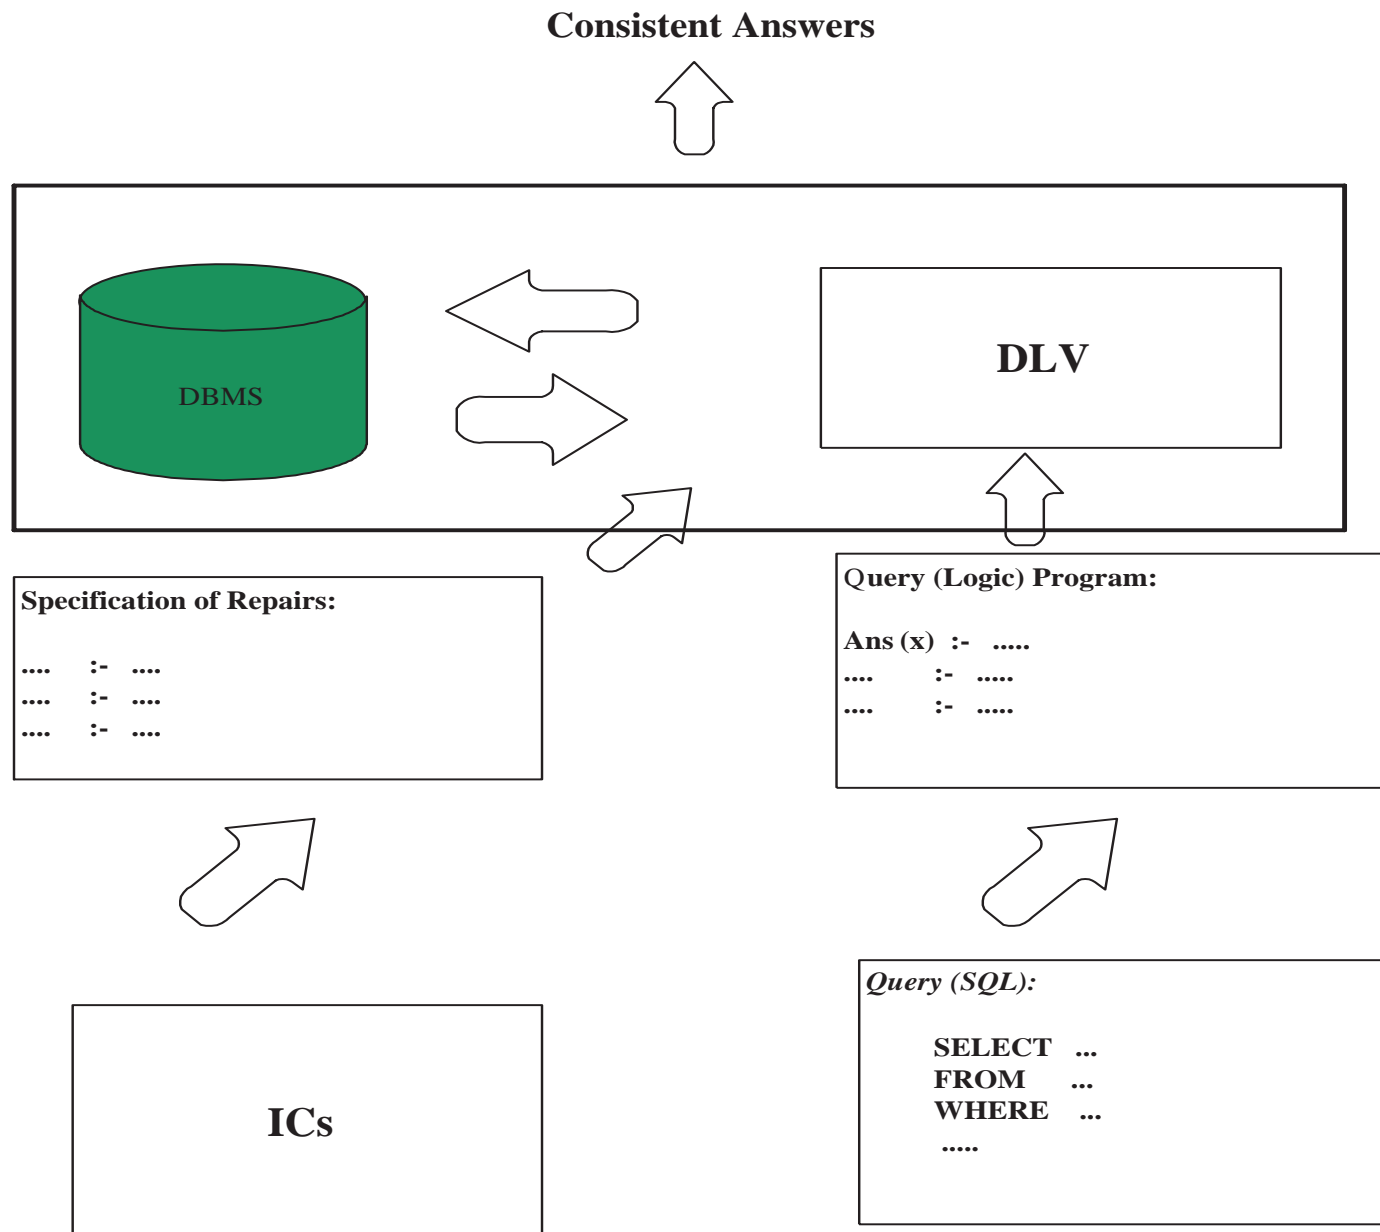 Consistent Answers
DBMS
DLV
Specification of Repairs:
.... :- ....
.... :- ....
.... :- ....
Query (Logic) Program:
Ans (x) :- .....
.... :- .....
.... :- .....
ICs
Query (SQL):
SELECT ...
FROM ...
WHERE ...
.....